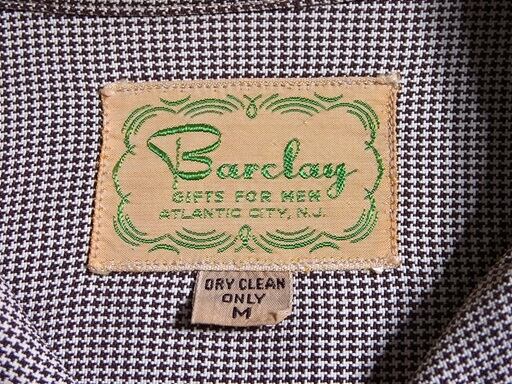 Barclay
GIFTS FOR MEN
ATLANTIC CITY, N.J.
DRY CLEAN
ONLY
M